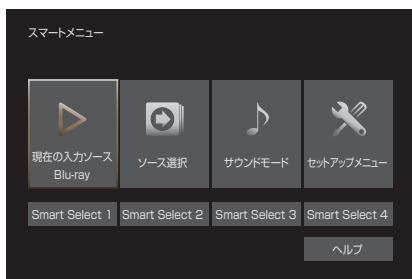 スマートメニュー
現在の入力ソース
Blu-ray
ソース選択
サウンドモード
セットアップメニュー
Smart Select 1
Smart Select 2
Smart Select 3
Smart Select 4
ヘルプ